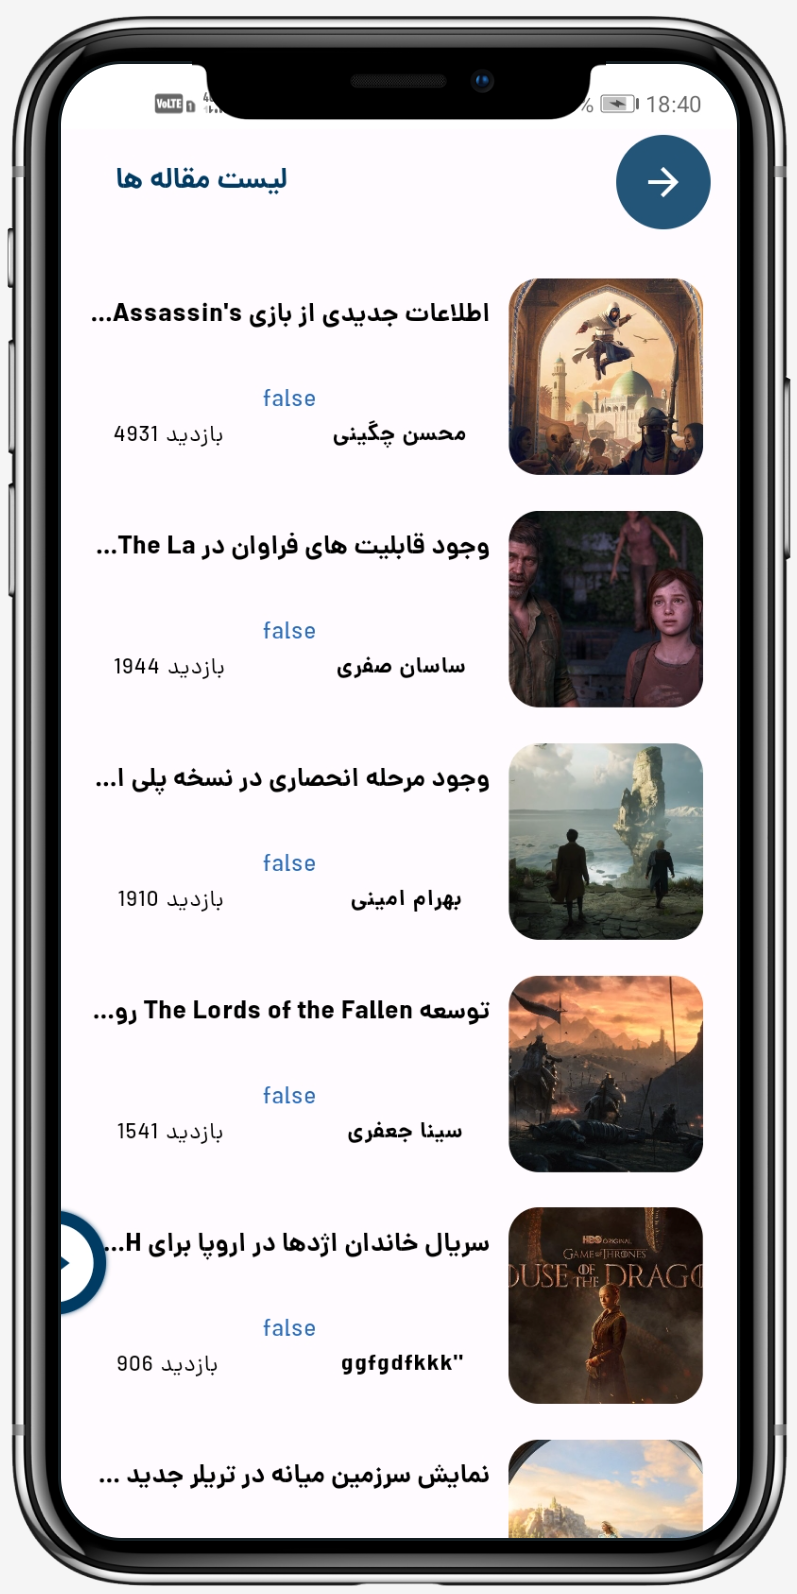 VoLTE 1 % 18:40
لیست مقاله ها
اطلاعات جدیدی از بازی Assassin's...
false
محسن چگینی
بازدید 4931
وجود قابلیت های فراوان در The La...
false
ساسان صفری
بازدید 1944
وجود مرحله انحصاری در نسخه پلی ا...
false
بهرام امینی
بازدید 1910
توسعه The Lords of the Fallen رو...
false
سینا جعفری
بازدید 1541
سریال خاندان اژدها در اروپا برای H...
HBO ORIGINAL
GAME OF THRONES
OUSE OF THE DRAGO
false
ggfgdfkkk"
بازدید 906
نمایش سرزمین میانه در تریلر جدید ...